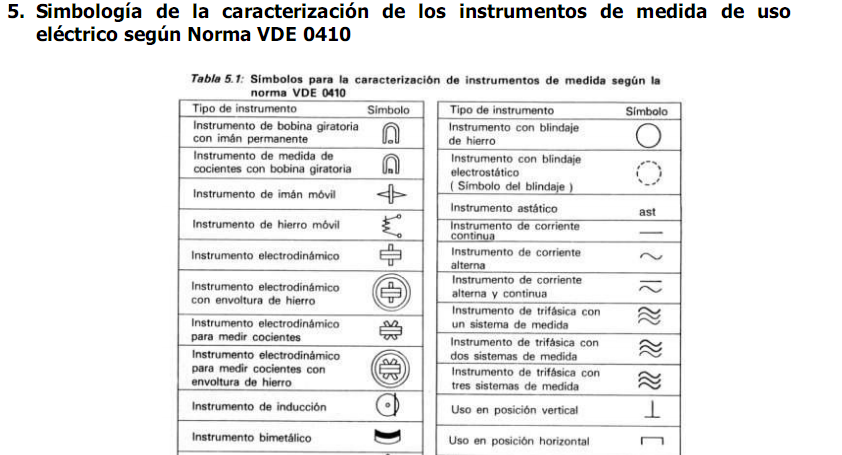 5. Simbología de la caracterización de los instrumentos de medida de uso
eléctrico según Norma VDE 0410
Tabla 5.1: Símbolos para la caracterización de instrumentos de medida según la
norma VDE 0410
Tipo de instrumento Símbolo
Instrumento de bobina giratoria
con imán permanente
Instrumento de medida de
cocientes con bobina giratoria
Instrumento de imán móvil
Instrumento de hierro móvil
Instrumento electrodinámico
Instrumento electrodinámico
con envoltura de hierro
Instrumento electrodinámico
para medir cocientes
Instrumento electrodinámico
para medir cocientes con
envoltura de hierro
Instrumento de inducción
Instrumento bimetálico
Tipo de instrumento Símbolo
Instrumento con blindaje
de hierro
Instrumento con blindaje
electrostático
( Símbolo del blindaje )
Instrumento astático ast
Instrumento de corriente
continua
Instrumento de corriente
alterna
Instrumento de corriente
alterna y continua
Instrumento de trifásica con
un sistema de medida
Instrumento de trifásica con
dos sistemas de medida
Instrumento de trifásica con
tres sistemas de medida
Uso en posición vertical
Uso en posición horizontal